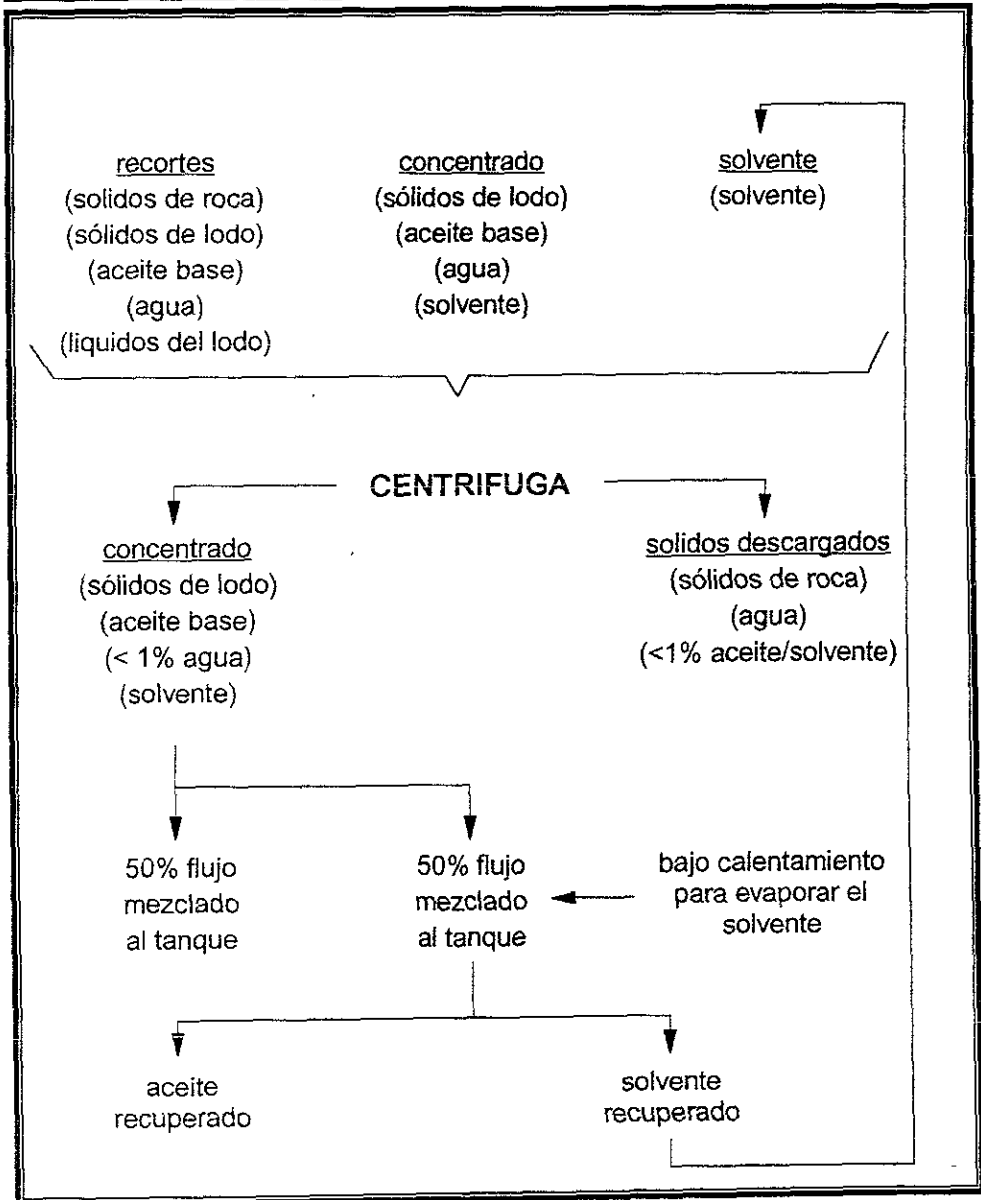 recortes
(solidos de roca)
(sólidos de lodo)
(aceite base)
(agua)
(liquidos del lodo)
concentrado
(sólidos de lodo)
(aceite base)
(agua)
(solvente)
solvente
(solvente)
CENTRIFUGA
concentrado
(sólidos de lodo)
(aceite base)
(< 1% agua)
(solvente)
solidos descargados
(sólidos de roca)
(agua)
(<1% aceite/solvente)
50% flujo
mezclado
al tanque
50% flujo
mezclado
al tanque
bajo calentamiento
para evaporar el
solvente
aceite
recuperado
solvente
recuperado